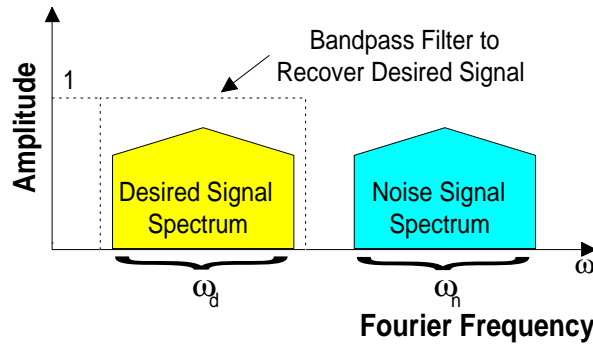 Bandpass Filter to
Recover Desired Signal
1
Amplitude
Desired Signal
Spectrum
Noise Signal
Spectrum
ω
ωd
ωn
Fourier Frequency